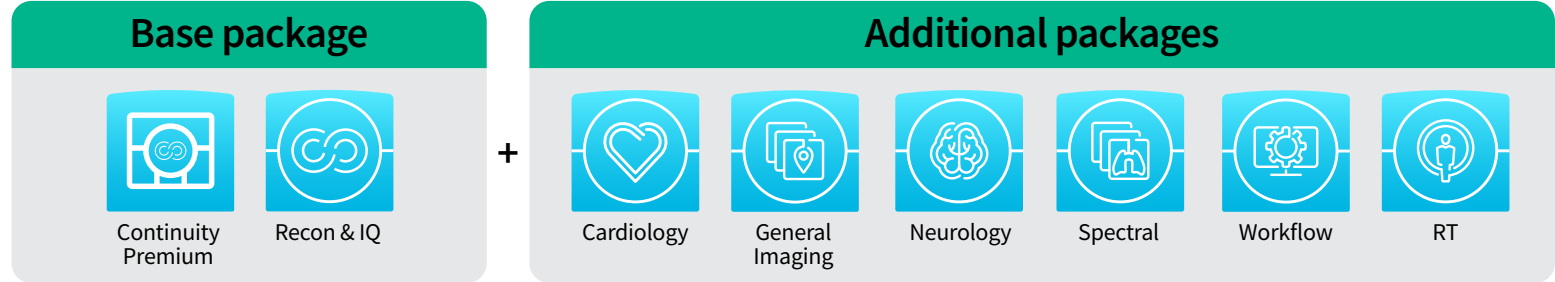 Base package
Continuity
Premium
Recon & IQ
+
Additional packages
Cardiology
General
Imaging
Neurology
Spectral
Workflow
RT